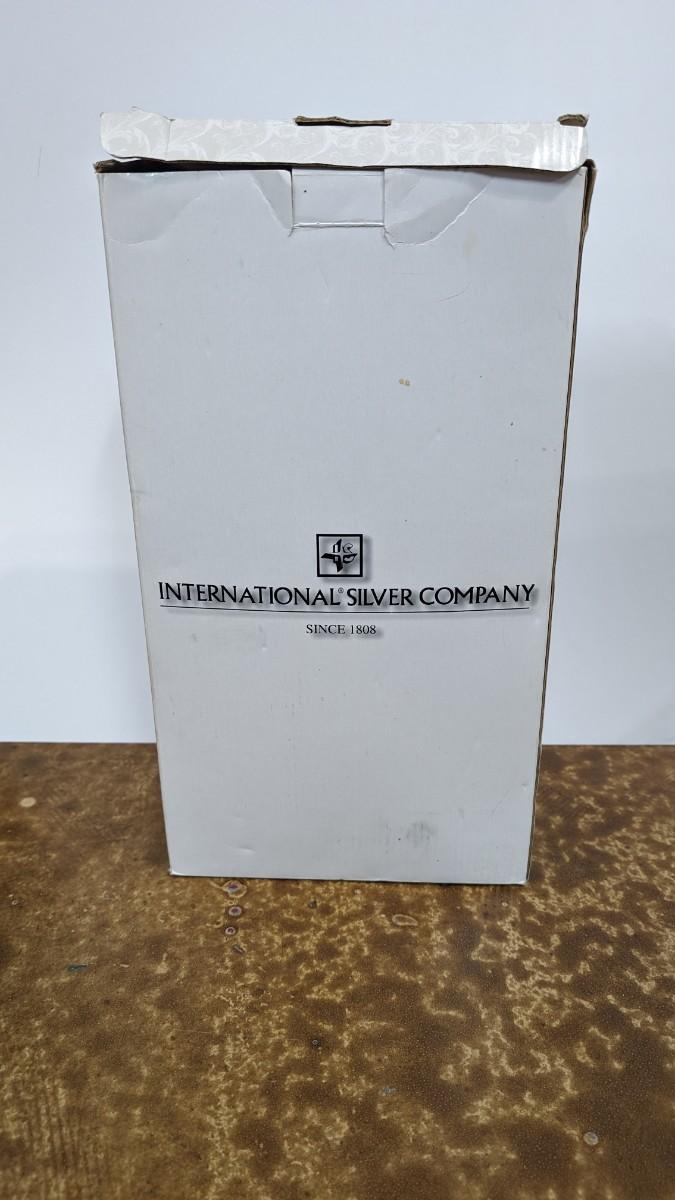 INTERNATIONAL® SILVER COMPANY
SINCE 1808